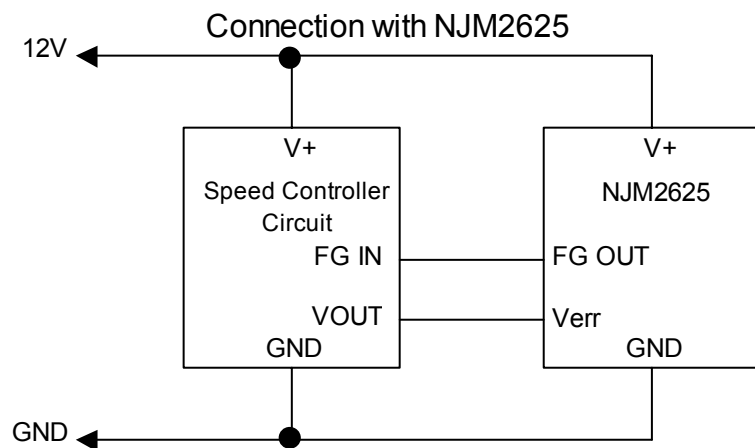 Connection with NJM2625
12V
V+
V+
Speed Controller
Circuit
NJM2625
FG IN
FG OUT
VOUT
Verr
GND
GND
GND